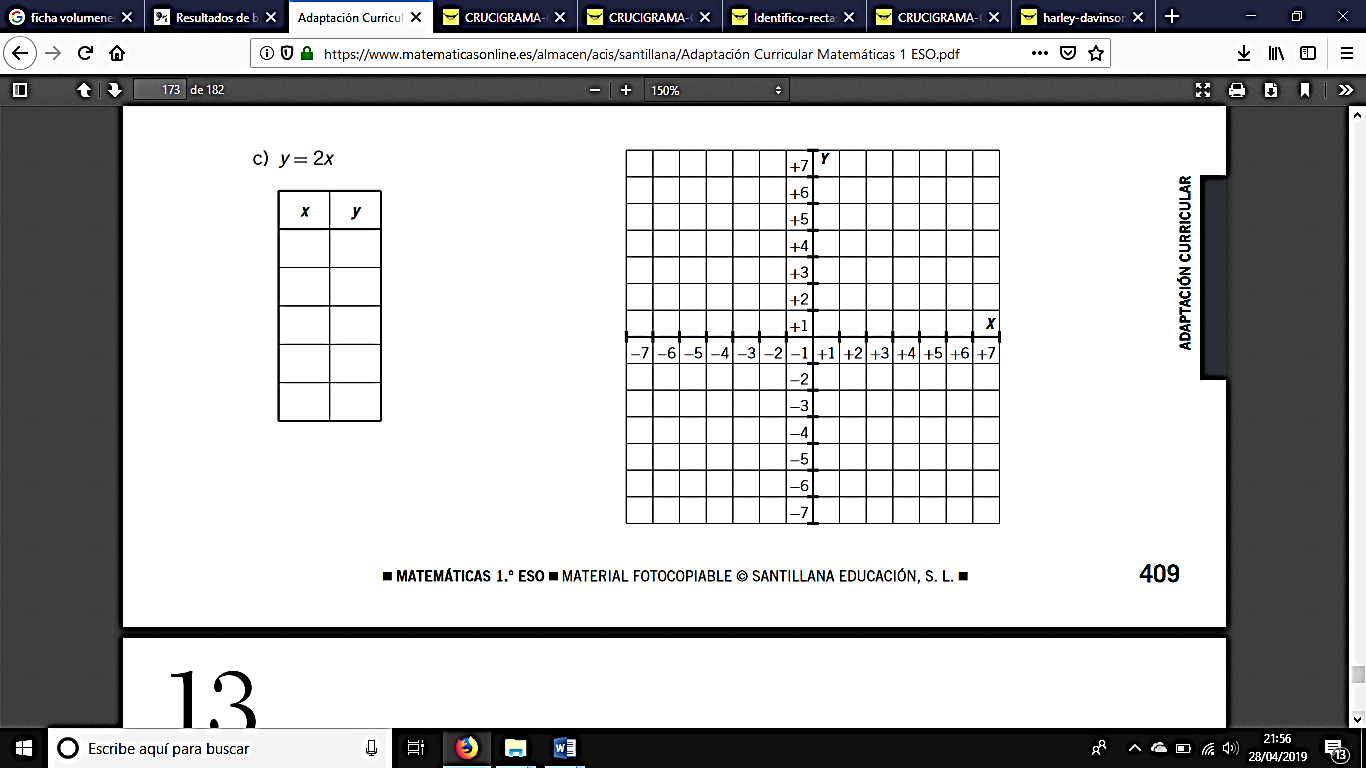 ficha volumenes
Resultados de b
Adaptación Curricul
CRUCIGRAMA-
CRUCIGRAMA-
Identifico-recta
CRUCIGRAMA-
harley-davinson
https://www.matematicasonline.es/almacen/acis/santillana/Adaptación Curricular Matemáticas 1 ESO.pdf
173 de 182
150%
c) y = 2x
x y
Y
+7
+6
+5
+4
+3
+2
+1
X
−7 −6 −5 −4 −3 −2 −1 +1 +2 +3 +4 +5 +6 +7
−2
−3
−4
−5
−6
−7
ADAPTACIÓN CURRICULAR
■ MATEMÁTICAS 1.° ESO ■ MATERIAL FOTOCOPIABLE © SANTILLANA EDUCACIÓN, S. L. ■
409
13
Escribe aquí para buscar
21:56
28/04/2019
13